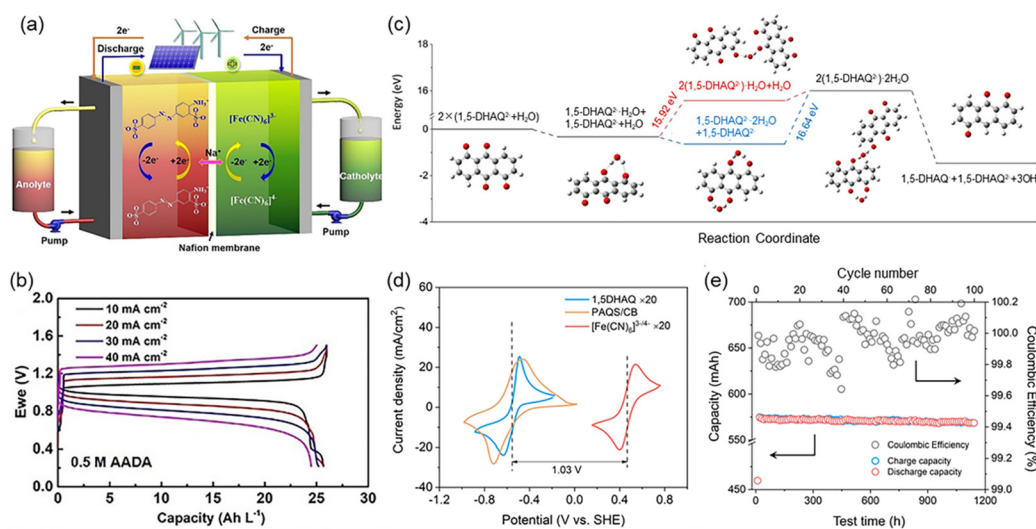 (a)
2e⁻
Charge
Discharge
2e⁻
NH₃⁺
[Fe(CN)₆]³⁻
-2e⁻
+2e⁻
Na⁺
-2e⁻
+2e⁻
[Fe(CN)₆]⁴⁻
Anolyte
Catholyte
Pump
Nafion membrane
Pump
(b)
10 mA cm⁻²
20 mA cm⁻²
30 mA cm⁻²
40 mA cm⁻²
0.5 M AADA
Ewe (V)
2.0
1.6
1.2
0.8
0.4
0.0
0
5
10
15
20
25
30
Capacity (Ah L⁻¹)
(c)
Energy (eV)
18
16
0
-2
-4
2×(1,5-DHAQ²⁻+H₂O)
1,5-DHAQ²⁻·H₂O+
1,5-DHAQ²⁻+H₂O
15.92 eV
2(1,5-DHAQ²⁻)·H₂O+H₂O
1,5-DHAQ²⁻·2H₂O
+1,5-DHAQ²⁻
16.64 eV
2(1,5-DHAQ²⁻)·2H₂O
1,5-DHAQ+1,5-DHAQ²⁻+3OH
Reaction Coordinate
(d)
1,5DHAQ ×20
PAQS/CB
[Fe(CN)₆]³⁻/⁴⁻ ×20
Current density (mA/cm²)
60
40
20
0
-20
-40
1.03 V
-1.2
-0.8
-0.4
0.0
0.4
0.8
Potential (V vs. SHE)
(e)
Cycle number
0
20
40
60
80
100
Capacity (mAh)
700
650
600
550
450
100.2
100.0
99.8
99.6
99.4
99.2
99.0
Coulombic Efficiency (%)
Coulombic Efficiency
Charge capacity
Discharge capacity
0
300
600
900
1200
Test time (h)